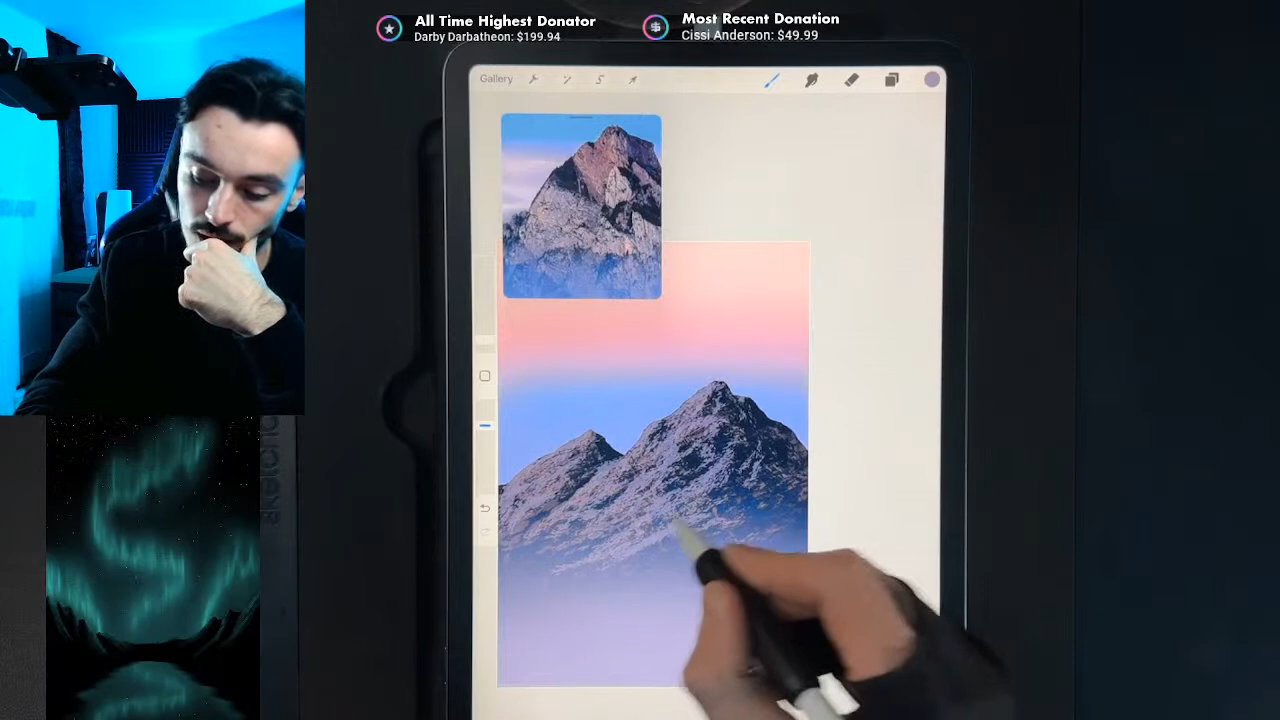 All Time Highest Donator
Darby Darbatheon: $199.94
Most Recent Donation
Cissi Anderson: $49.99
Gallery